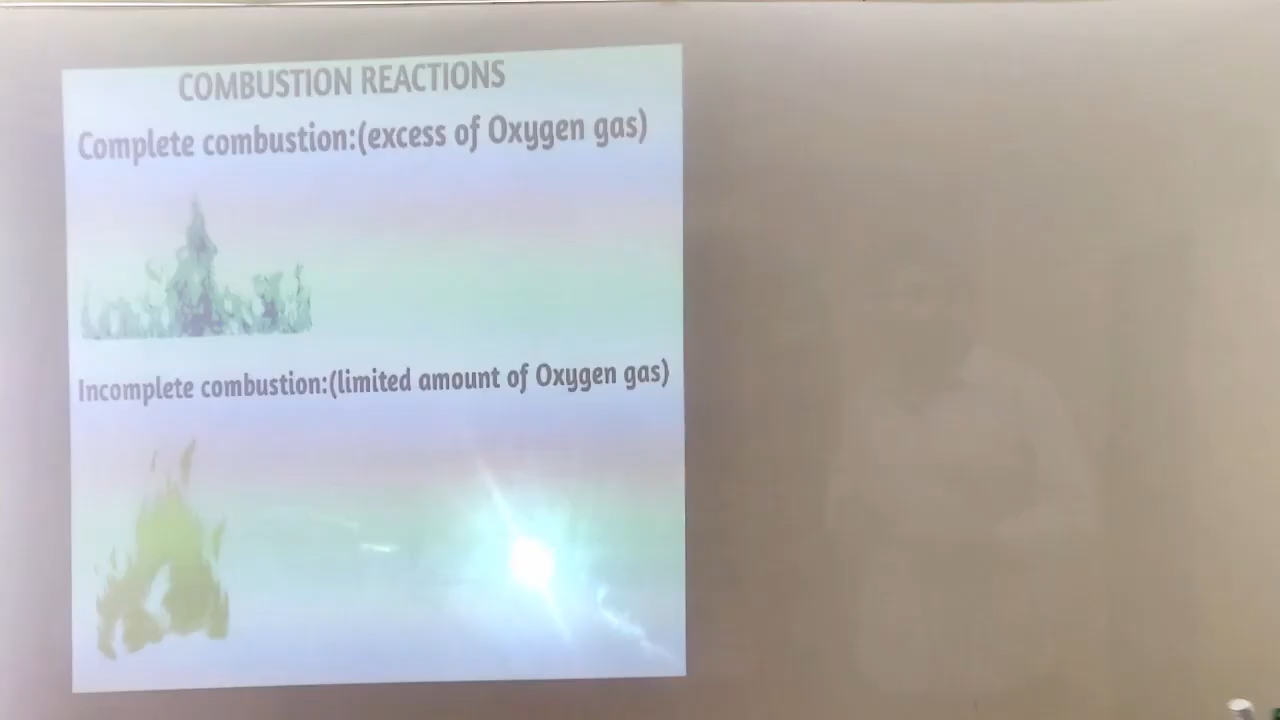 COMBUSTION REACTIONS
Complete combustion:(excess of Oxygen gas)
Incomplete combustion:(limited amount of Oxygen gas)